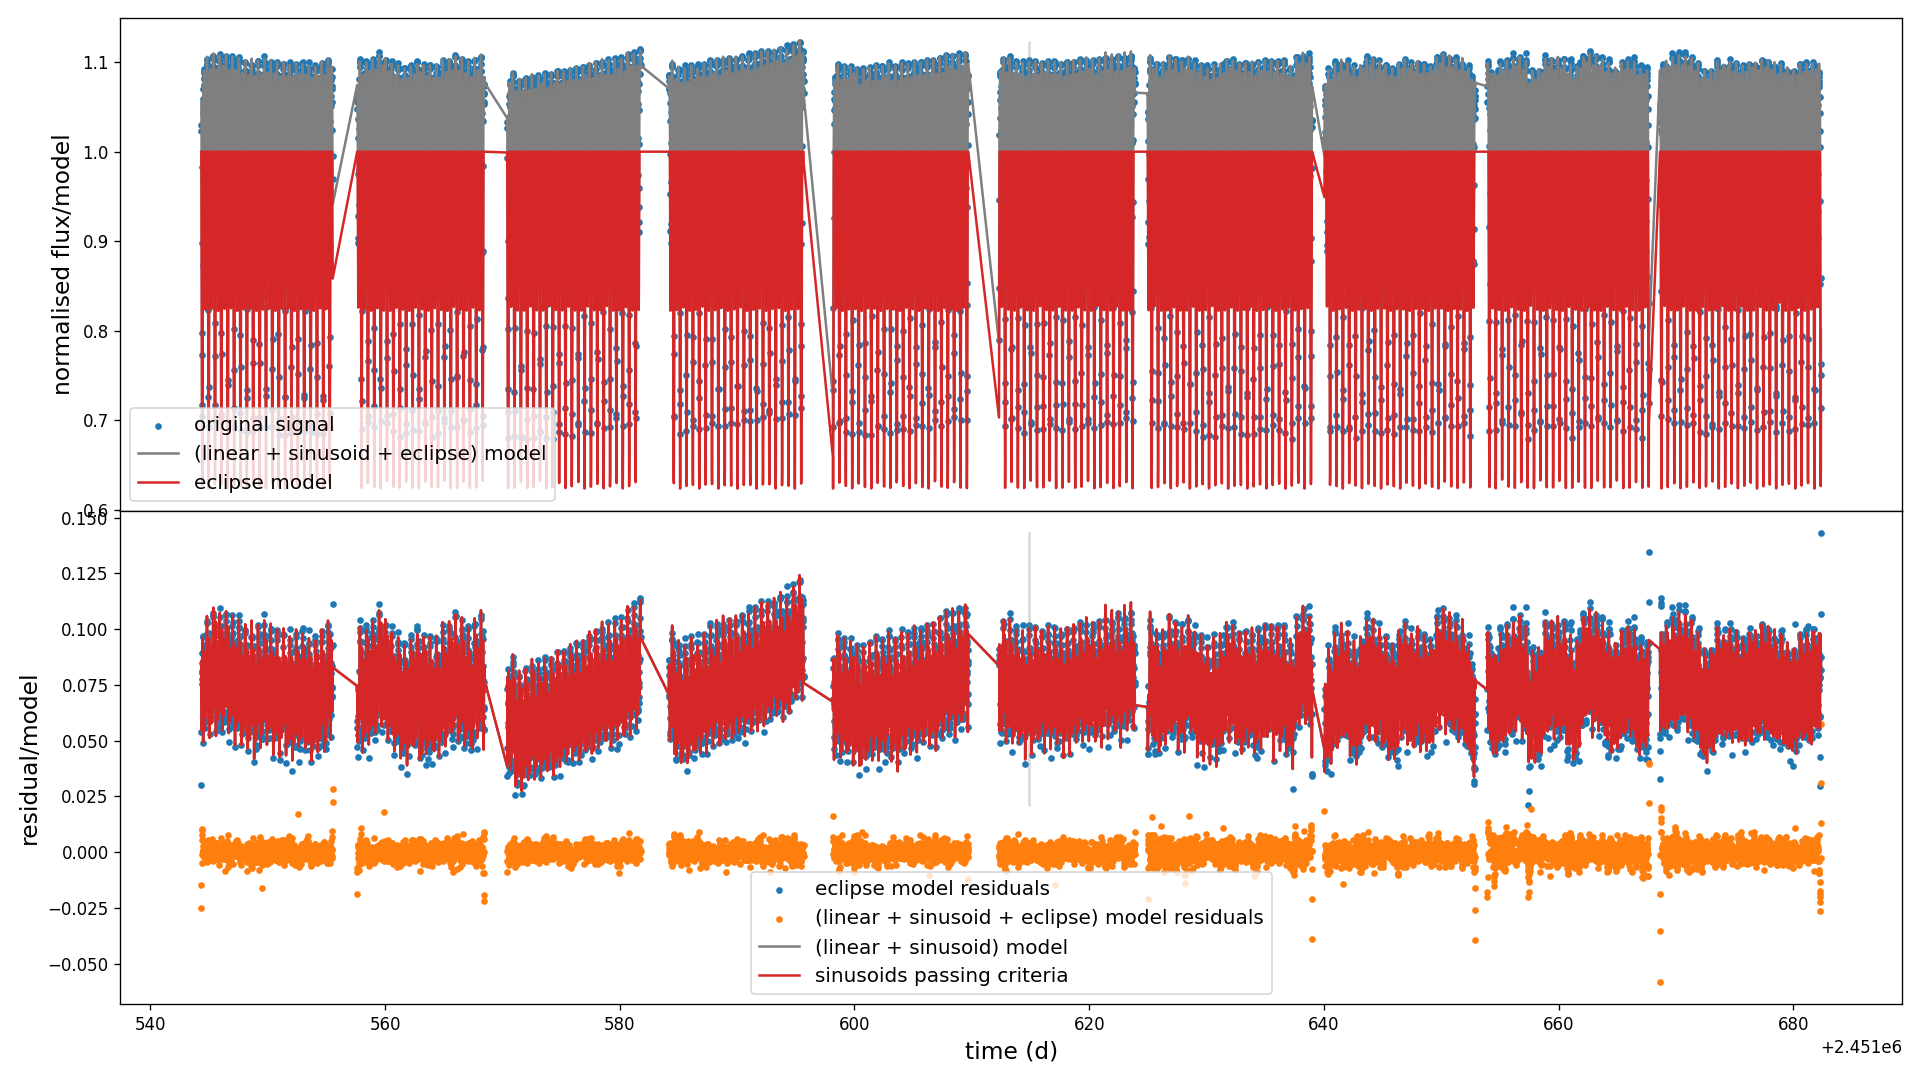 normalised flux/model
1.1
1.0
0.9
0.8
0.7
0.6
original signal
(linear + sinusoid + eclipse) model
eclipse model
residual/model
0.150
0.125
0.100
0.075
0.050
0.025
0.000
−0.025
−0.050
eclipse model residuals
(linear + sinusoid + eclipse) model residuals
(linear + sinusoid) model
sinusoids passing criteria
540 560 580 600 620 640 660 680
time (d)
+2.451e6